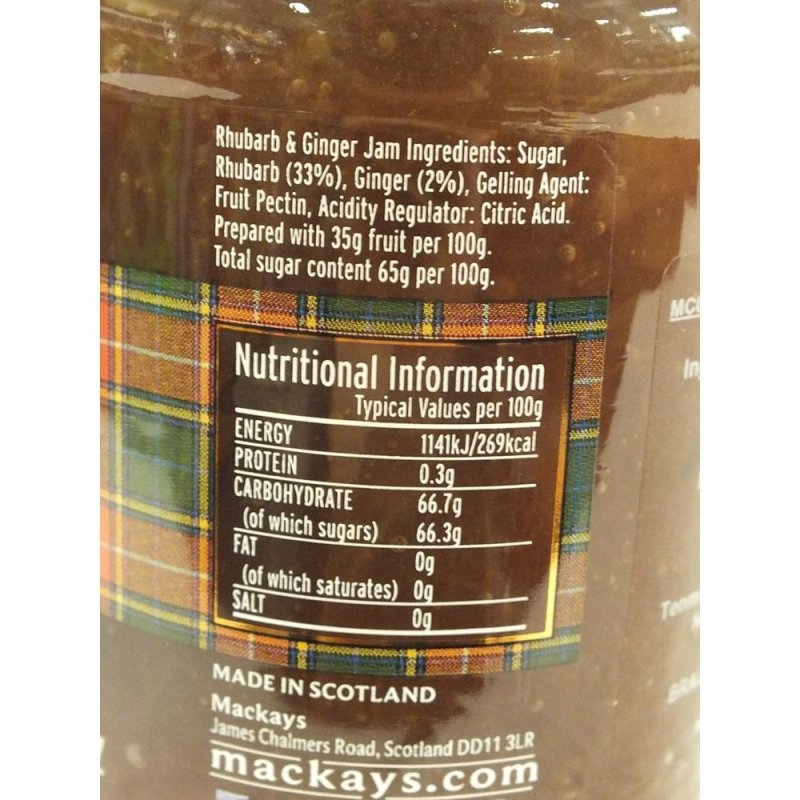 Rhubarb & Ginger Jam Ingredients: Sugar,
Rhubarb (33%), Ginger (2%), Gelling Agent:
Fruit Pectin, Acidity Regulator: Citric Acid.
Prepared with 35g fruit per 100g.
Total sugar content 65g per 100g.
Nutritional Information
Typical Values per 100g
ENERGY 1141kJ/269kcal
PROTEIN 0.3g
CARBOHYDRATE 66.7g
(of which sugars) 66.3g
FAT 0g
(of which saturates) 0g
SALT 0g
MADE IN SCOTLAND
Mackays
James Chalmers Road, Scotland DD11 3LR
mackays.com